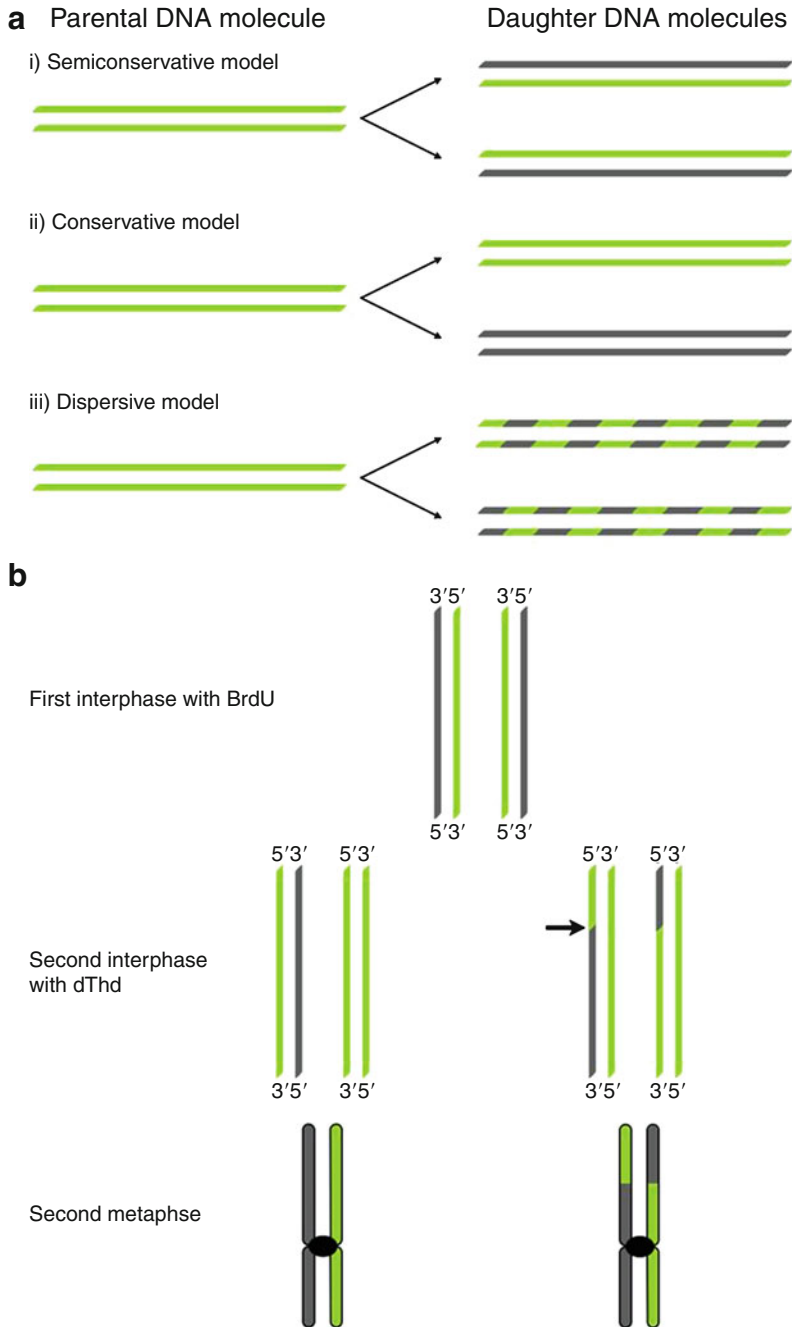 a Parental DNA molecule Daughter DNA molecules
i) Semiconservative model
ii) Conservative model
iii) Dispersive model
b
3′5′ 3′5′
First interphase with BrdU
5′3′ 5′3′
5′3′ 5′3′ 5′3′ 5′3′
Second interphase
with dThd
3′5′ 3′5′ 3′5′ 3′5′
Second metaphse